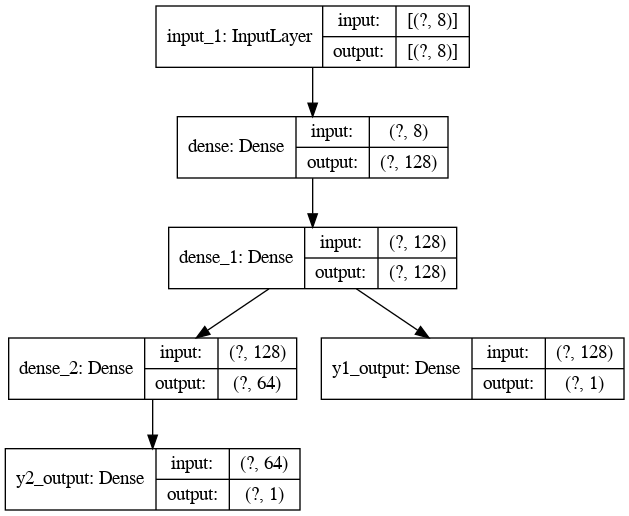 input_1: InputLayer
input: [(?, 8)]
output: [(?, 8)]
dense: Dense
input: (?, 8)
output: (?, 128)
dense_1: Dense
input: (?, 128)
output: (?, 128)
dense_2: Dense
input: (?, 128)
output: (?, 64)
y1_output: Dense
input: (?, 128)
output: (?, 1)
y2_output: Dense
input: (?, 64)
output: (?, 1)